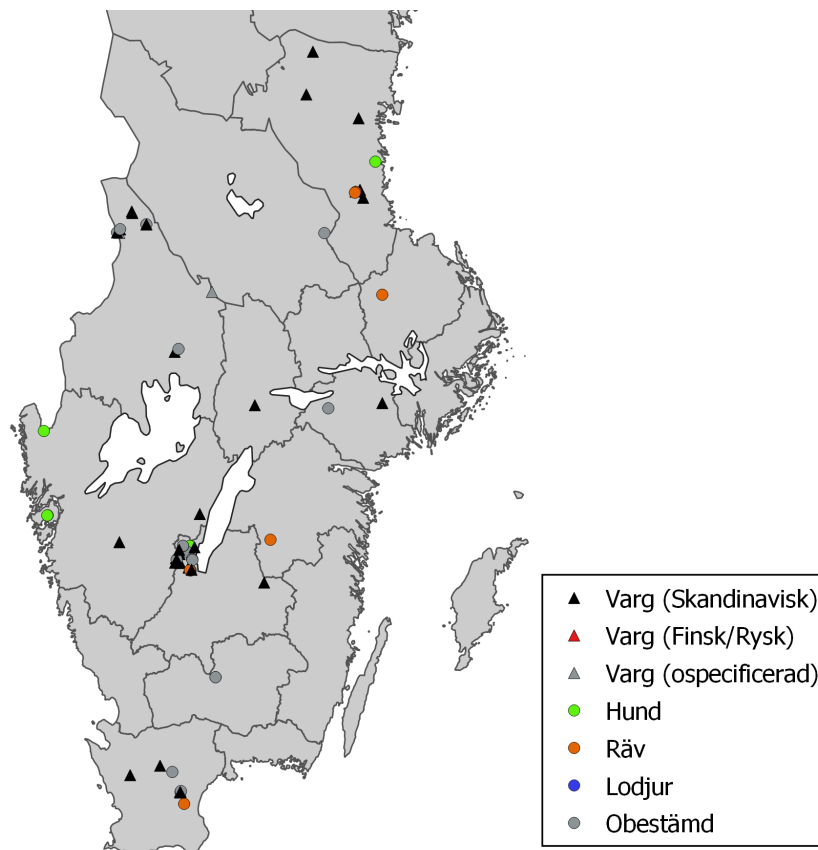 Varg (Skandinavisk)
Varg (Finsk/Rysk)
Varg (ospecificerad)
Hund
Räv
Lodjur
Obestämd